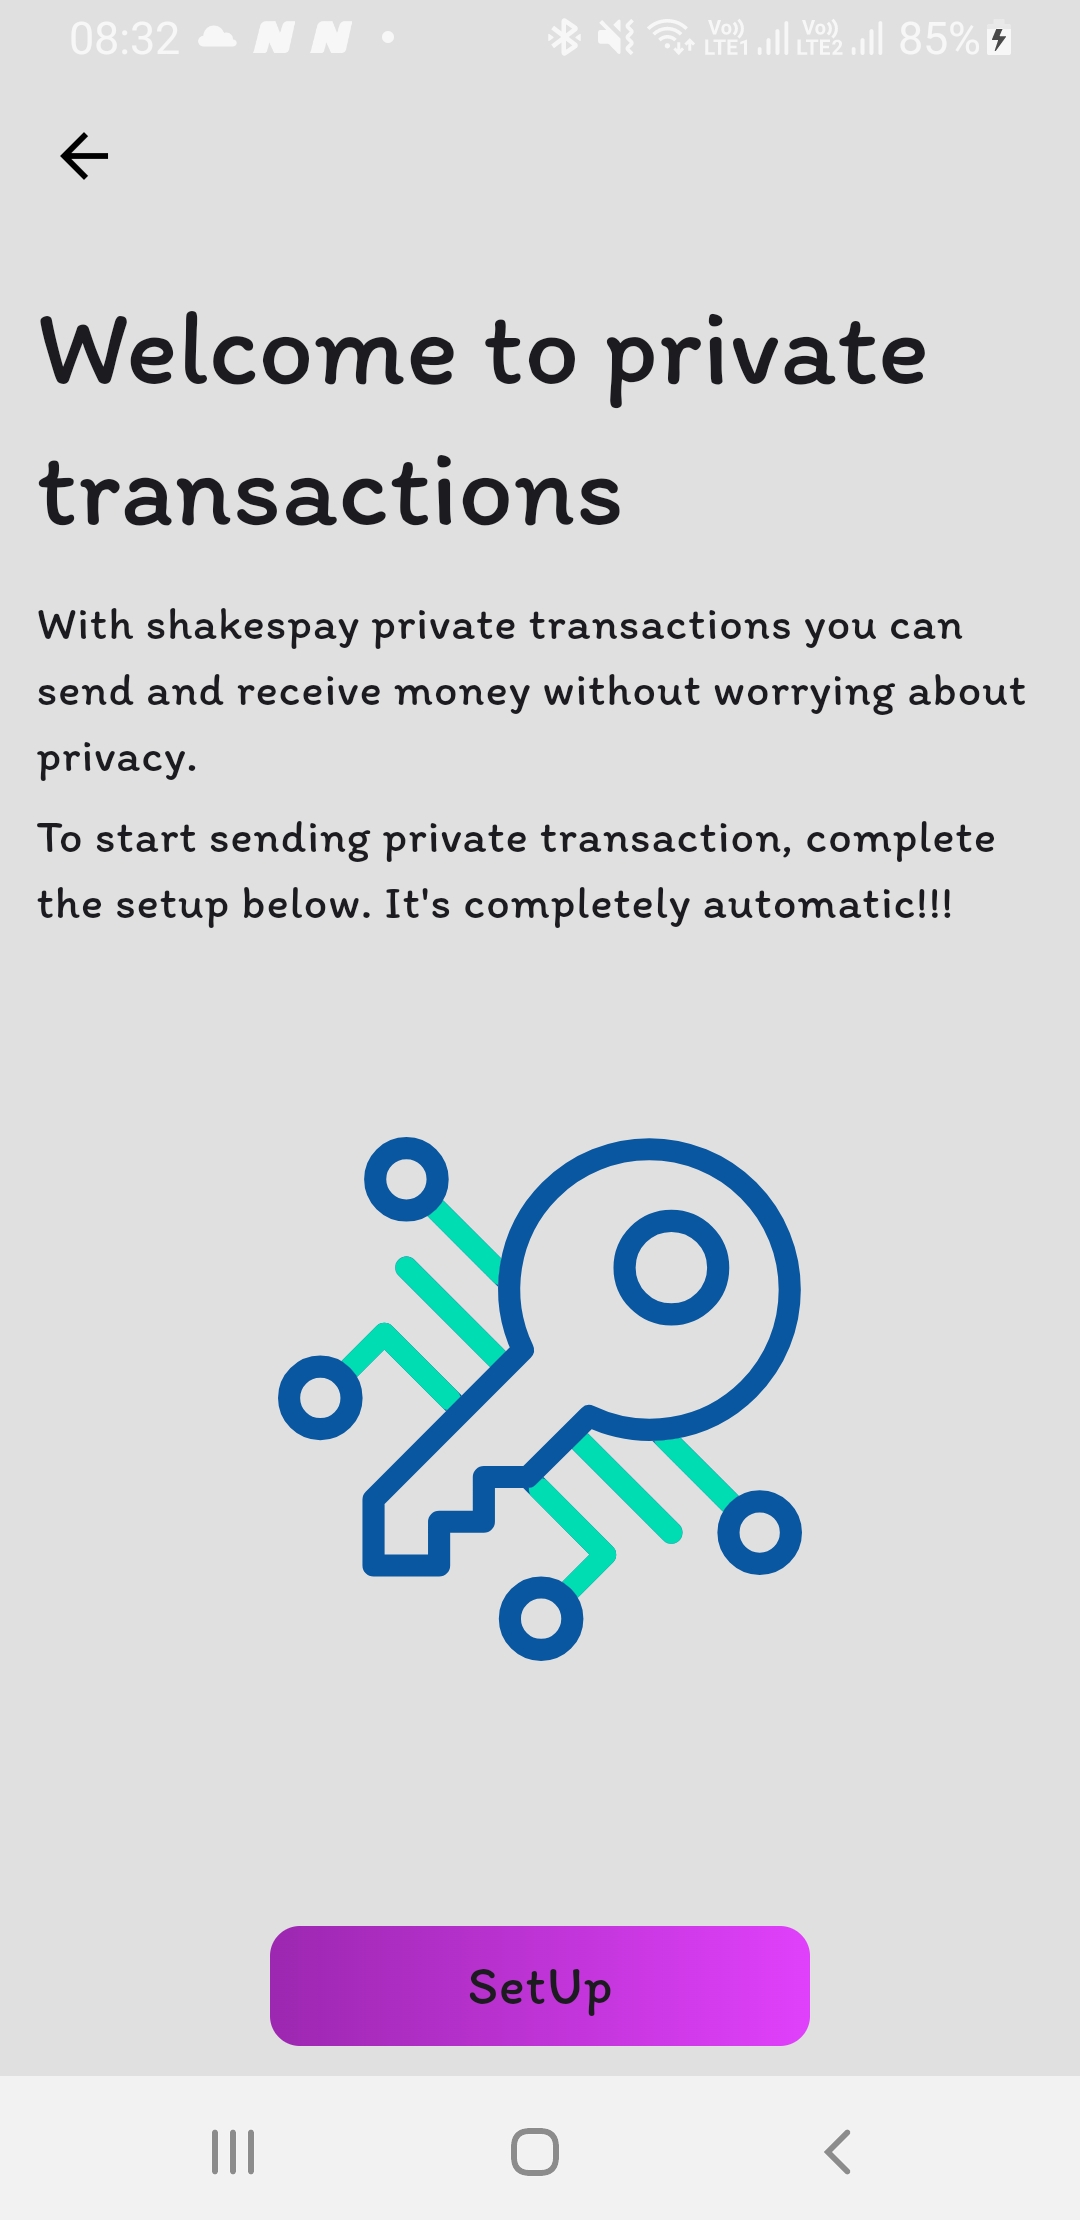 08:32
Vo)) LTE1 Vo)) LTE2 85%
Welcome to private
transactions
With shakespay private transactions you can
send and receive money without worrying about
privacy.
To start sending private transaction, complete
the setup below. It's completely automatic!!!
SetUp